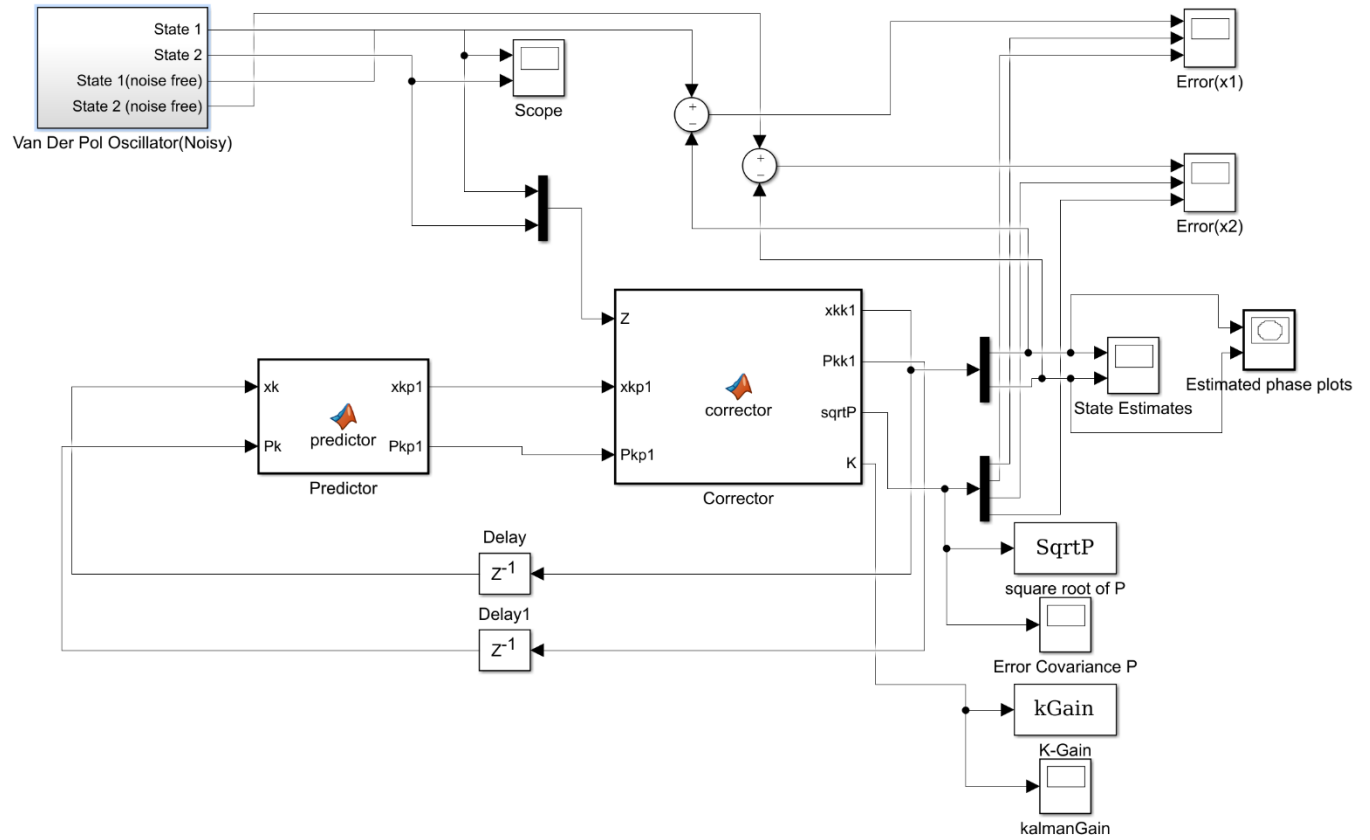 State 1
State 2
State 1(noise free)
State 2 (noise free)
Van Der Pol Oscillator(Noisy)
Scope
+
−
+
−
Error(x1)
Error(x2)
Z
xkp1
Pkp1
corrector
xkk1
Pkk1
sqrtP
K
Corrector
xk
Pk
predictor
xkp1
Pkp1
Predictor
State Estimates
Estimated phase plots
Delay
Z-1
Delay1
Z-1
SqrtP
square root of P
Error Covariance P
kGain
K-Gain
kalmanGain